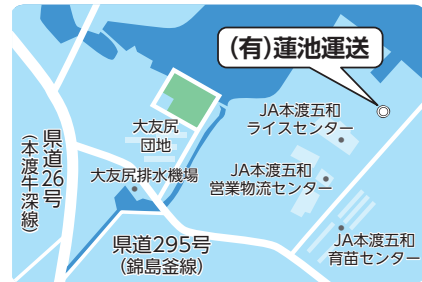 (有)蓮池運送
JA本渡五和
ライスセンター
大友尻
団地
県道26号
(本渡牛深線)
大友尻排水機場
JA本渡五和
営業物流センター
県道295号
(錦島釜線)
JA本渡五和
育苗センター